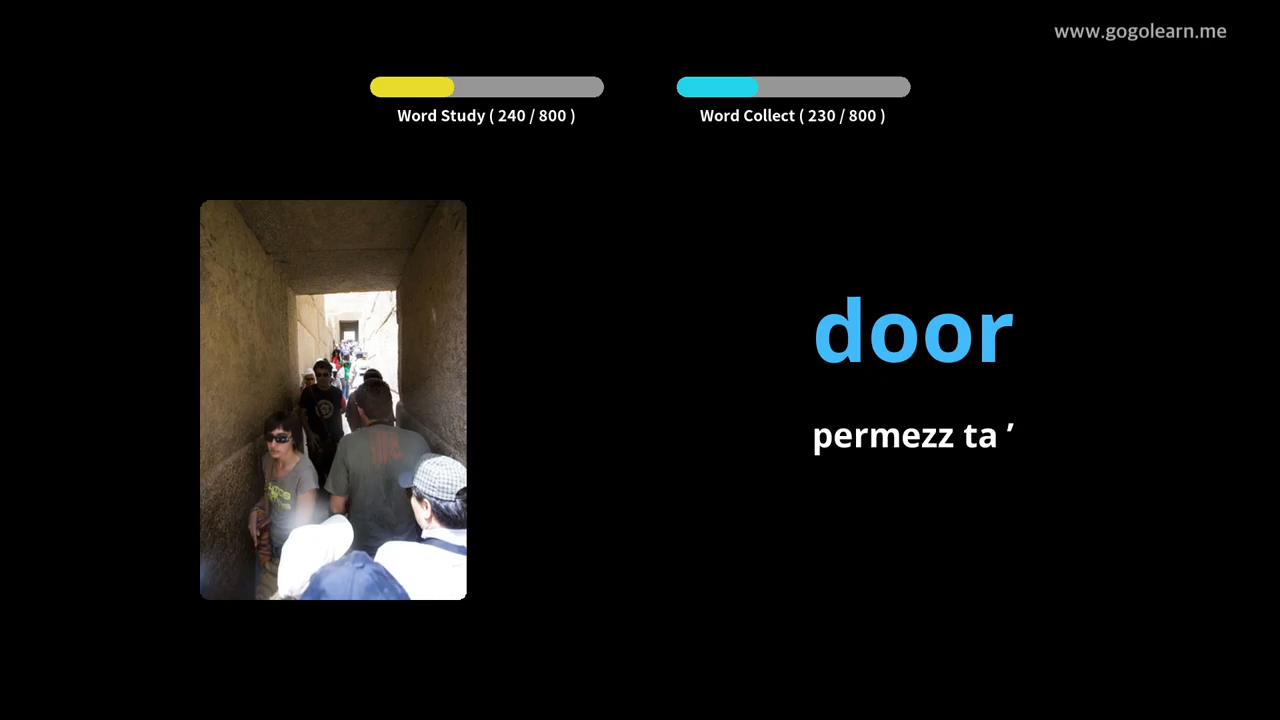 www.gogolearn.me
Word Study ( 240 / 800 )
Word Collect ( 230 / 800 )
door
permezz ta ’